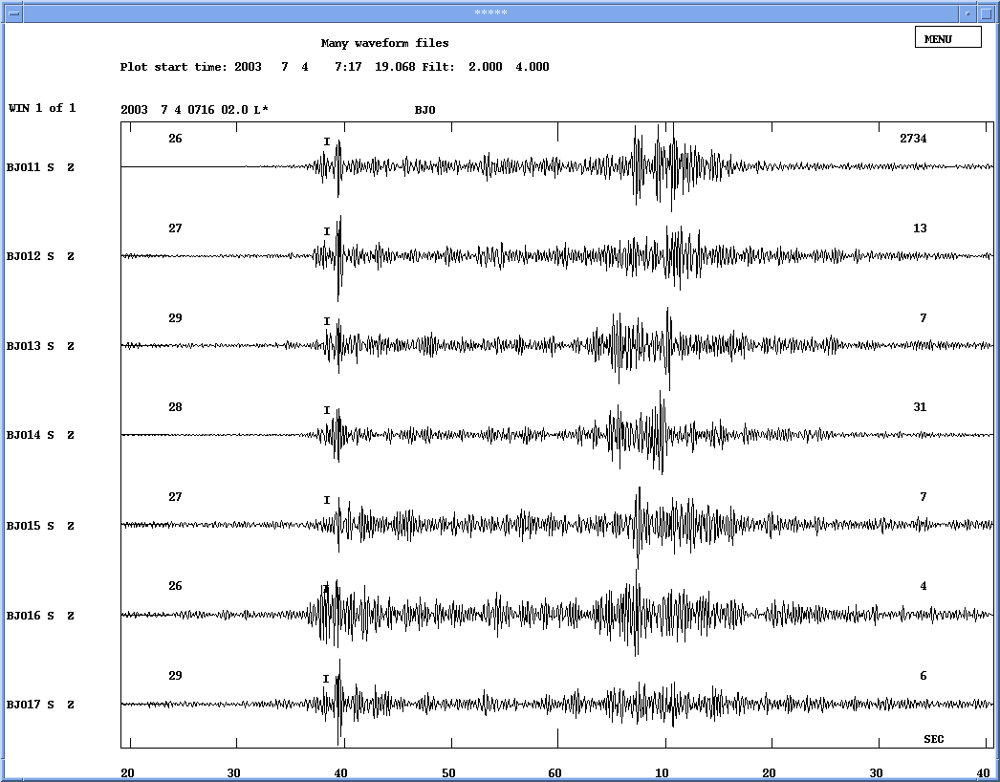 *****
MENU
Many waveform files
Plot start time: 2003 7 4 7:17 19.068 Filt: 2.000 4.000
WIN 1 of 1
2003 7 4 0716 02.0 L* BJO
26 I 2734
BJO11 S Z
27 I 13
BJO12 S Z
29 I 7
BJO13 S Z
28 I 31
BJO14 S Z
27 I 7
BJO15 S Z
26 I 4
BJO16 S Z
29 I 6
BJO17 S Z
SEC
20 30 40 50 60 10 20 30 40